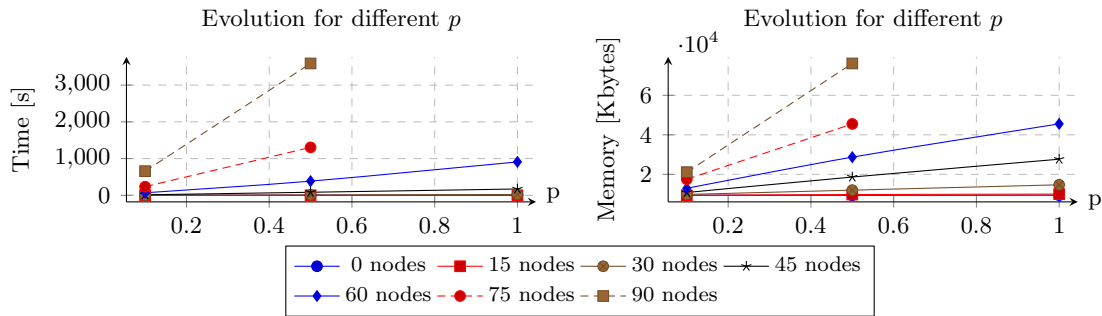 Evolution for different p
Time [s]
3,000
2,000
1,000
0
0.2 0.4 0.6 0.8 1
p
Evolution for different p
·10^4
Memory [Kbytes]
6
4
2
0.2 0.4 0.6 0.8 1
p
0 nodes 15 nodes 30 nodes 45 nodes
60 nodes 75 nodes 90 nodes